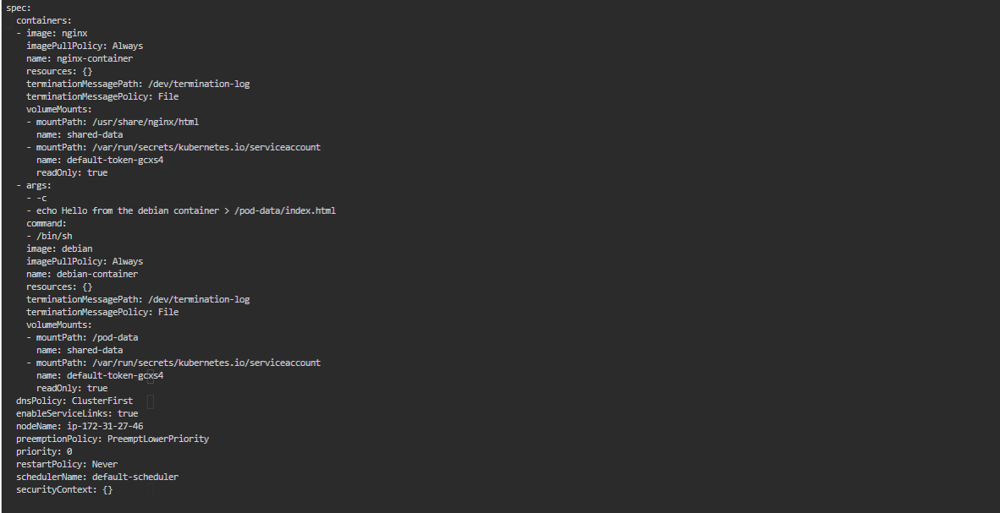 spec:
  containers:
  - image: nginx
    imagePullPolicy: Always
    name: nginx-container
    resources: {}
    terminationMessagePath: /dev/termination-log
    terminationMessagePolicy: File
    volumeMounts:
    - mountPath: /usr/share/nginx/html
      name: shared-data
    - mountPath: /var/run/secrets/kubernetes.io/serviceaccount
      name: default-token-gcxs4
      readOnly: true
  - args:
    - -c
    - echo Hello from the debian container > /pod-data/index.html
    command:
    - /bin/sh
    image: debian
    imagePullPolicy: Always
    name: debian-container
    resources: {}
    terminationMessagePath: /dev/termination-log
    terminationMessagePolicy: File
    volumeMounts:
    - mountPath: /pod-data
      name: shared-data
    - mountPath: /var/run/secrets/kubernetes.io/serviceaccount
      name: default-token-gcxs4
      readOnly: true
  dnsPolicy: ClusterFirst
  enableServiceLinks: true
  nodeName: ip-172-31-27-46
  preemptionPolicy: PreemptLowerPriority
  priority: 0
  restartPolicy: Never
  schedulerName: default-scheduler
  securityContext: {}